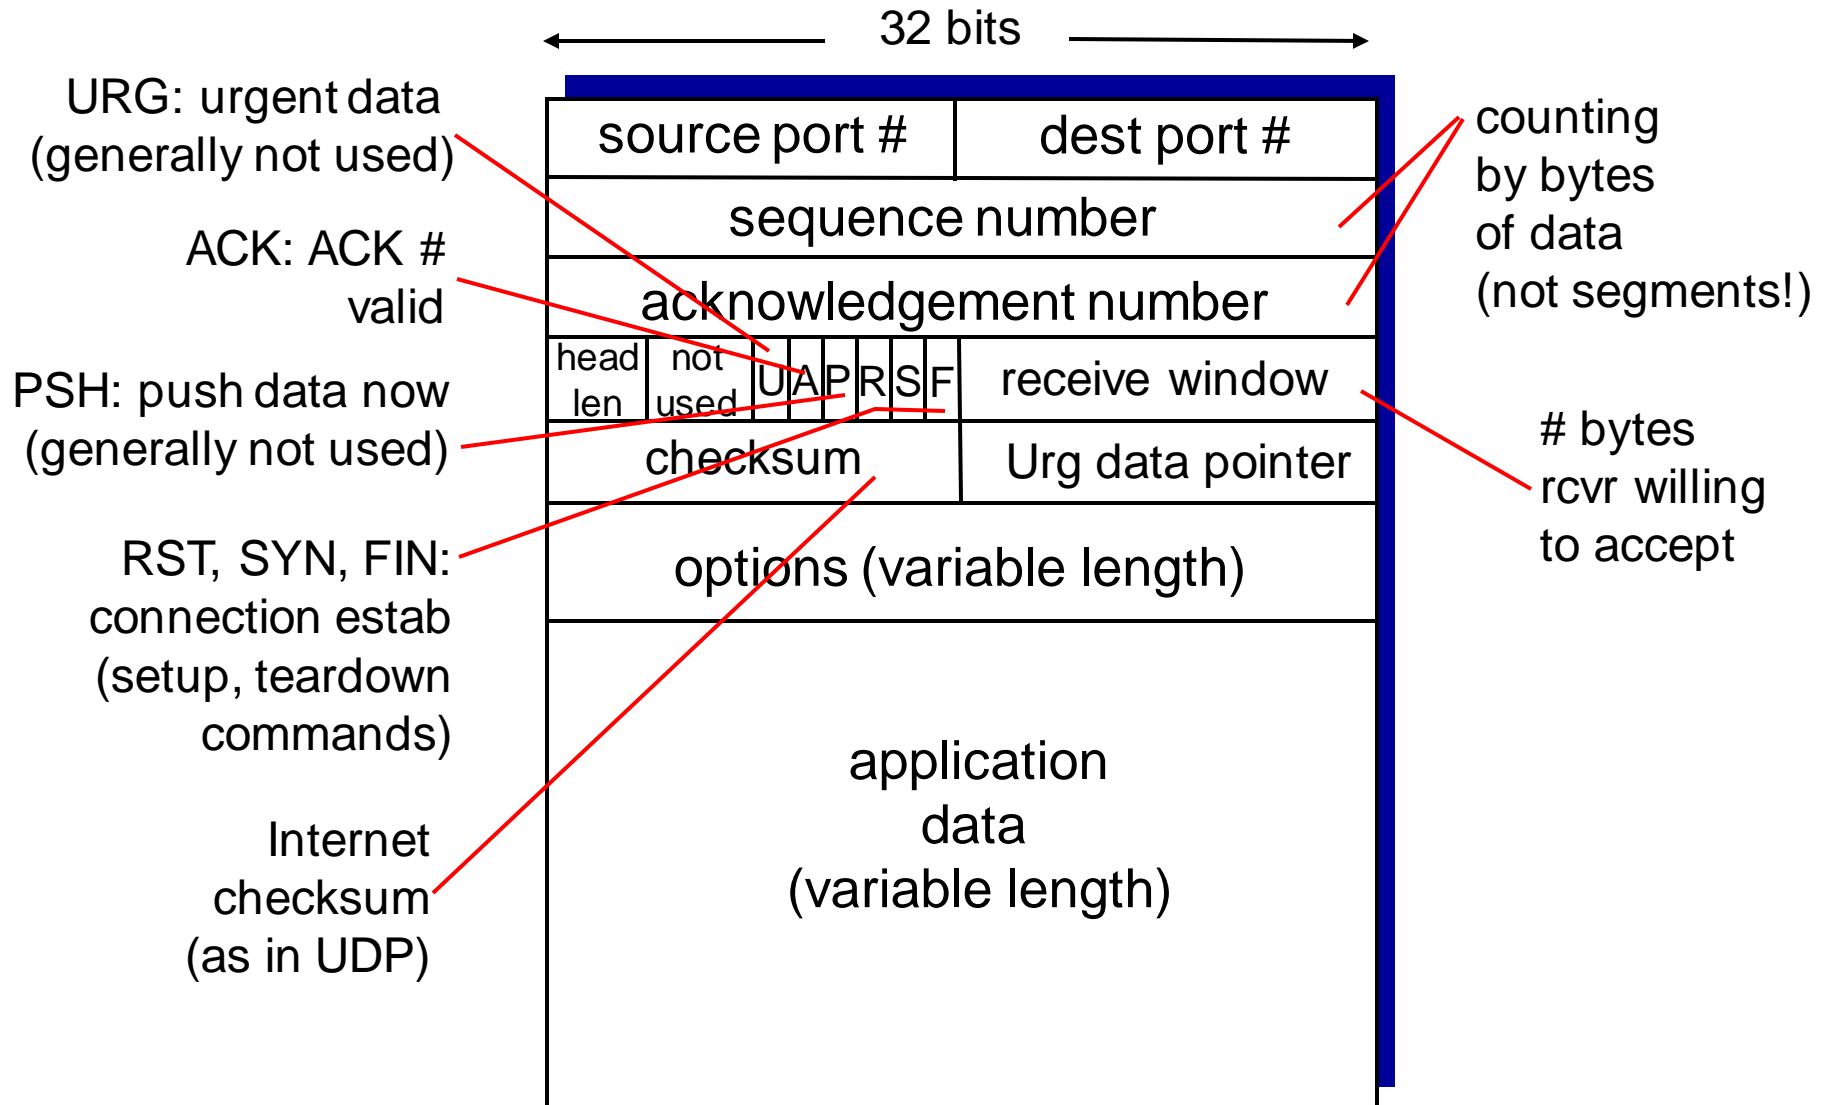 32 bits
URG: urgent data
(generally not used)
ACK: ACK #
valid
PSH: push data now
(generally not used)
RST, SYN, FIN:
connection estab
(setup, teardown
commands)
Internet
checksum
(as in UDP)
source port #
dest port #
sequence number
acknowledgement number
head
len
not
used
U
A
P
R
S
F
receive window
checksum
Urg data pointer
options (variable length)
application
data
(variable length)
counting
by bytes
of data
(not segments!)
# bytes
rcvr willing
to accept